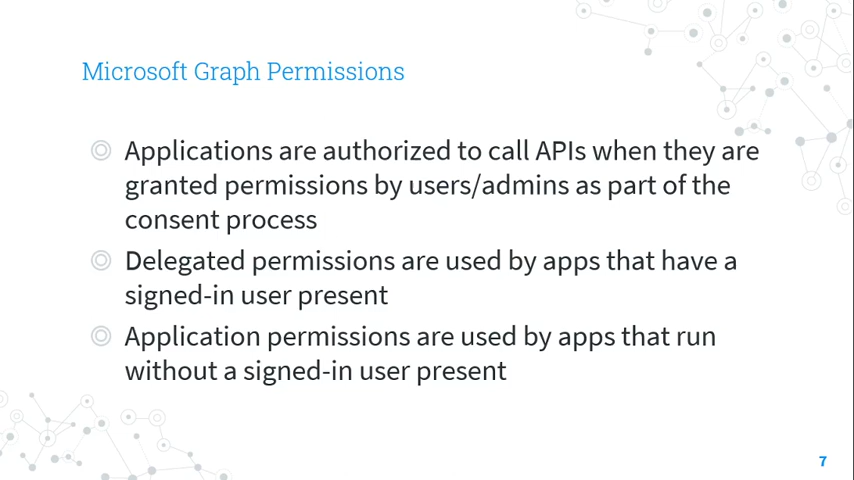 Microsoft Graph Permissions
Applications are authorized to call APIs when they are
granted permissions by users/admins as part of the
consent process
Delegated permissions are used by apps that have a
signed-in user present
Application permissions are used by apps that run
without a signed-in user present
7